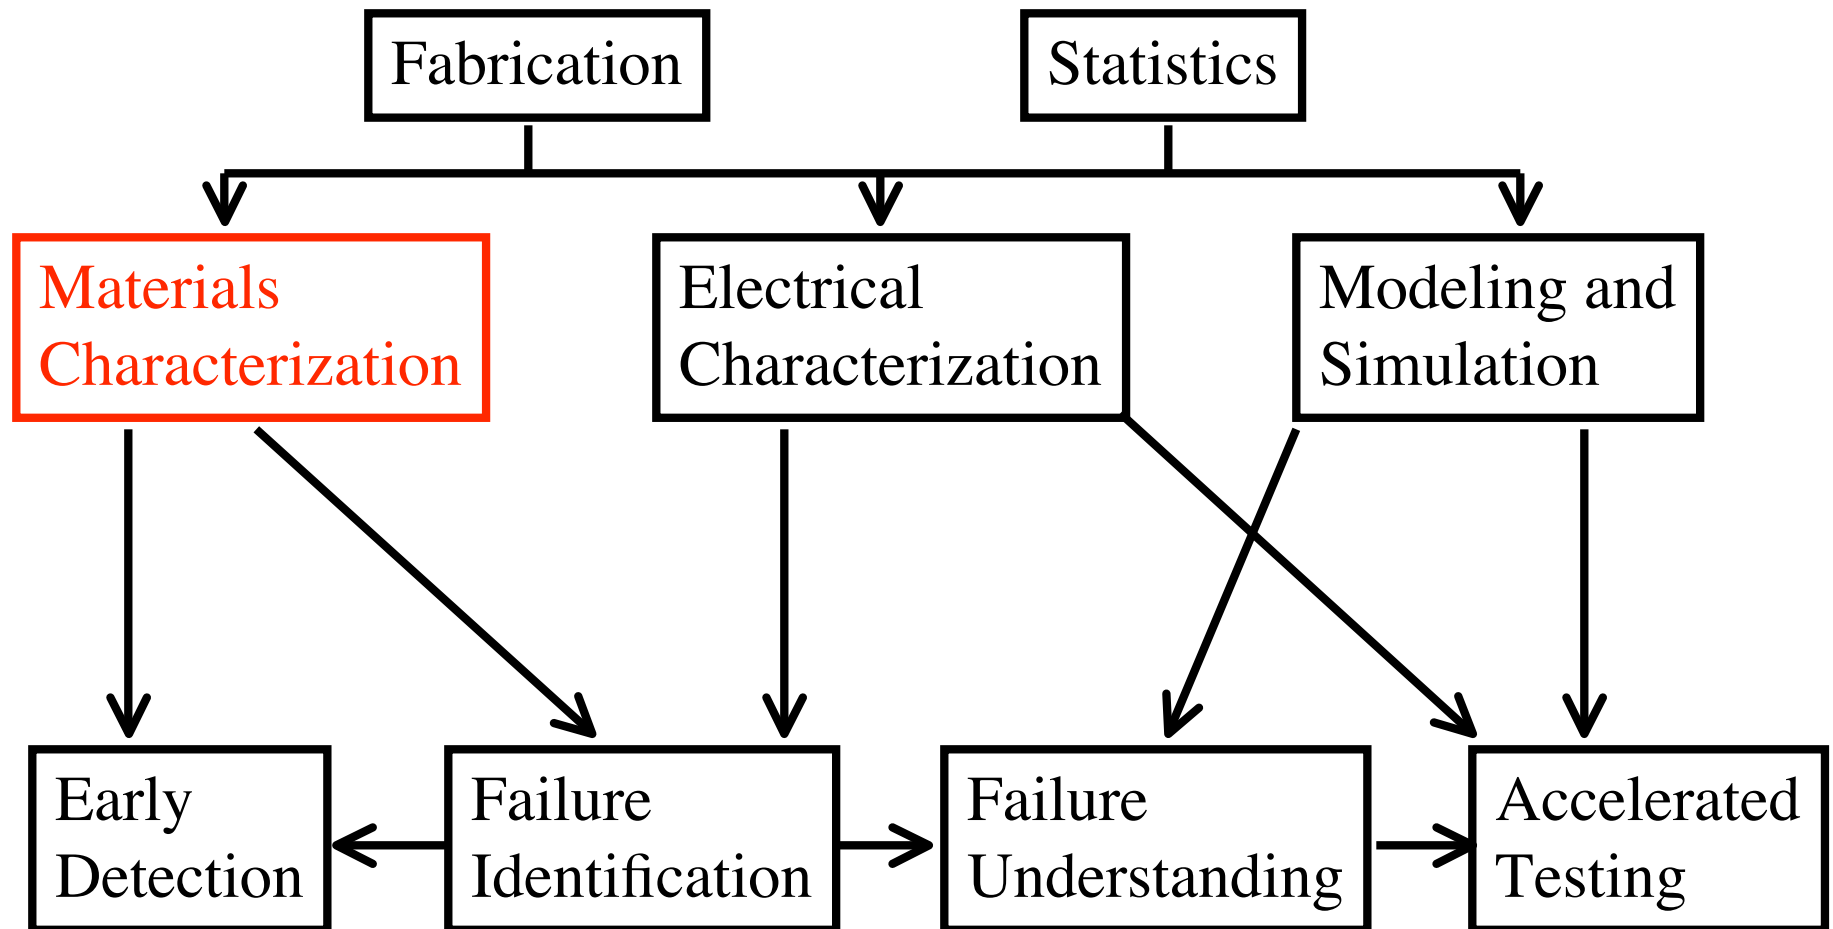 Fabrication
Statistics
Materials
Characterization
Electrical
Characterization
Modeling and
Simulation
Early
Detection
Failure
Identification
Failure
Understanding
Accelerated
Testing